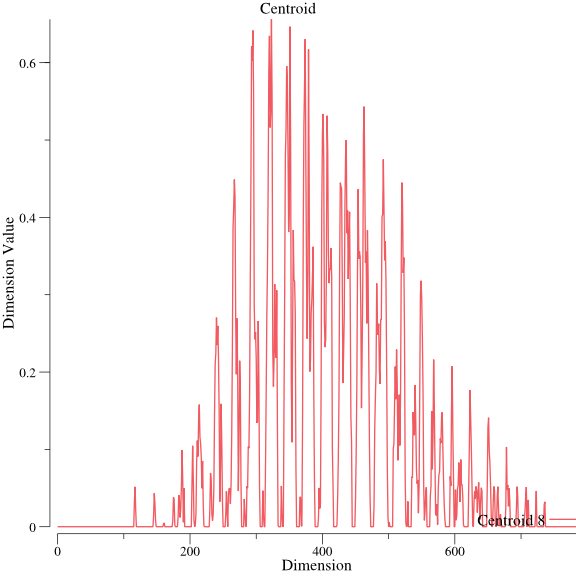 Centroid
0.6
0.4
0.2
0
Dimension Value
0 200 400 600
Dimension
Centroid 8